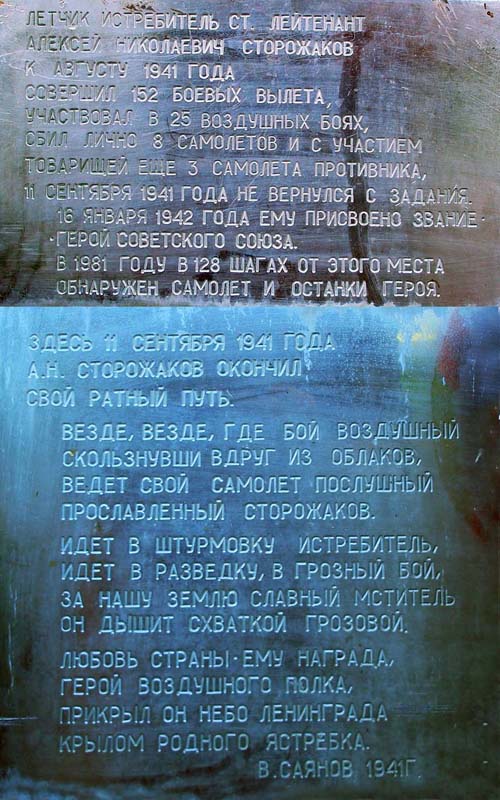 ЛЕТЧИК ИСТРЕБИТЕЛЬ СТ. ЛЕЙТЕНАНТ
АЛЕКСЕЙ НИКОЛАЕВИЧ СТОРОЖАКОВ
К АВГУСТУ 1941 ГОДА
СОВЕРШИЛ 152 БОЕВЫХ ВЫЛЕТА,
УЧАСТВОВАЛ В 25 ВОЗДУШНЫХ БОЯХ,
СБИЛ ЛИЧНО 8 САМОЛЕТОВ И С УЧАСТИЕМ
ТОВАРИЩЕЙ ЕЩЕ 3 САМОЛЕТА ПРОТИВНИКА,
11 СЕНТЯБРЯ 1941 ГОДА НЕ ВЕРНУЛСЯ С ЗАДАНИЯ.
16 ЯНВАРЯ 1942 ГОДА ЕМУ ПРИСВОЕНО ЗВАНИЕ-
-ГЕРОЙ СОВЕТСКОГО СОЮЗА.
В 1981 ГОДУ В 128 ШАГАХ ОТ ЭТОГО МЕСТА
ОБНАРУЖЕН САМОЛЕТ И ОСТАНКИ ГЕРОЯ.
ЗДЕСЬ 11 СЕНТЯБРЯ 1941 ГОДА
А.Н. СТОРОЖАКОВ ОКОНЧИЛ
СВОЙ РАТНЫЙ ПУТЬ.
ВЕЗДЕ, ВЕЗДЕ, ГДЕ БОЙ ВОЗДУШНЫЙ
СКОЛЬЗНУВШИ ВДРУГ ИЗ ОБЛАКОВ,
ВЕДЕТ СВОЙ САМОЛЕТ ПОСЛУШНЫЙ
ПРОСЛАВЛЕННЫЙ СТОРОЖАКОВ.
ИДЕТ В ШТУРМОВКУ ИСТРЕБИТЕЛЬ,
ИДЕТ В РАЗВЕДКУ, В ГРОЗНЫЙ БОЙ,
ЗА НАШУ ЗЕМЛЮ СЛАВНЫЙ МСТИТЕЛЬ
ОН ДЫШИТ СХВАТКОЙ ГРОЗОВОЙ.
ЛЮБОВЬ СТРАНЫ-ЕМУ НАГРАДА,
ГЕРОЙ ВОЗДУШНОГО ПОЛКА,
ПРИКРЫЛ ОН НЕБО ЛЕНИНГРАДА
КРЫЛОМ РОДНОГО ЯСТРЕБКА.
В.САЯНОВ 1941Г.